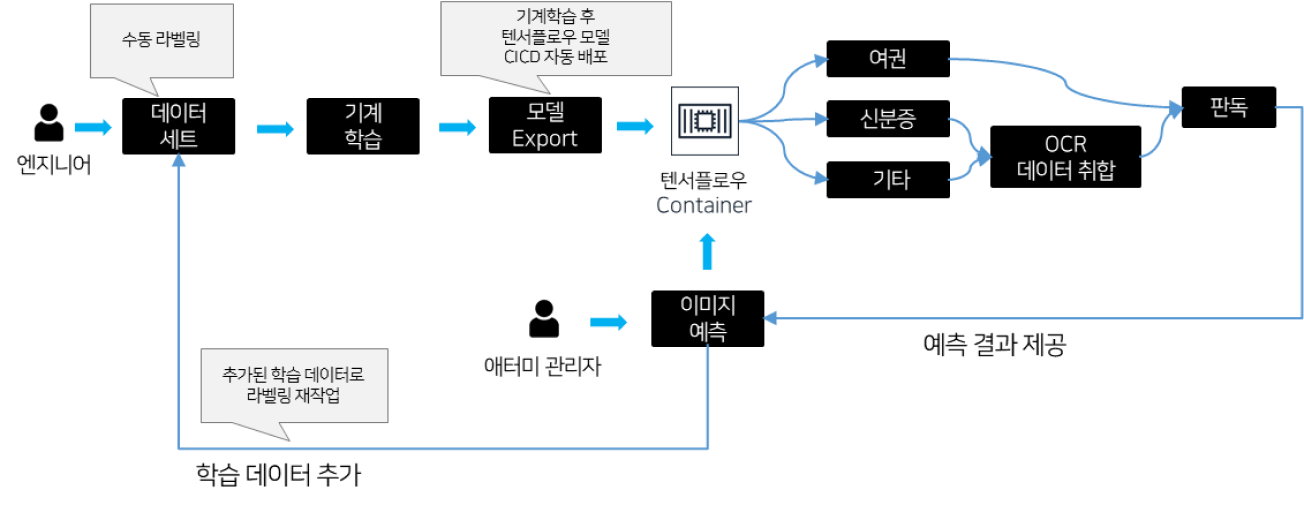 수동 라벨링
기계학습 후
텐서플로우 모델
CICD 자동 배포
엔지니어
데이터
세트
기계
학습
모델
Export
텐서플로우
Container
여권
신분증
기타
OCR
데이터 취합
판독
애터미 관리자
이미지
예측
예측 결과 제공
추가된 학습 데이터로
라벨링 재작업
학습 데이터 추가